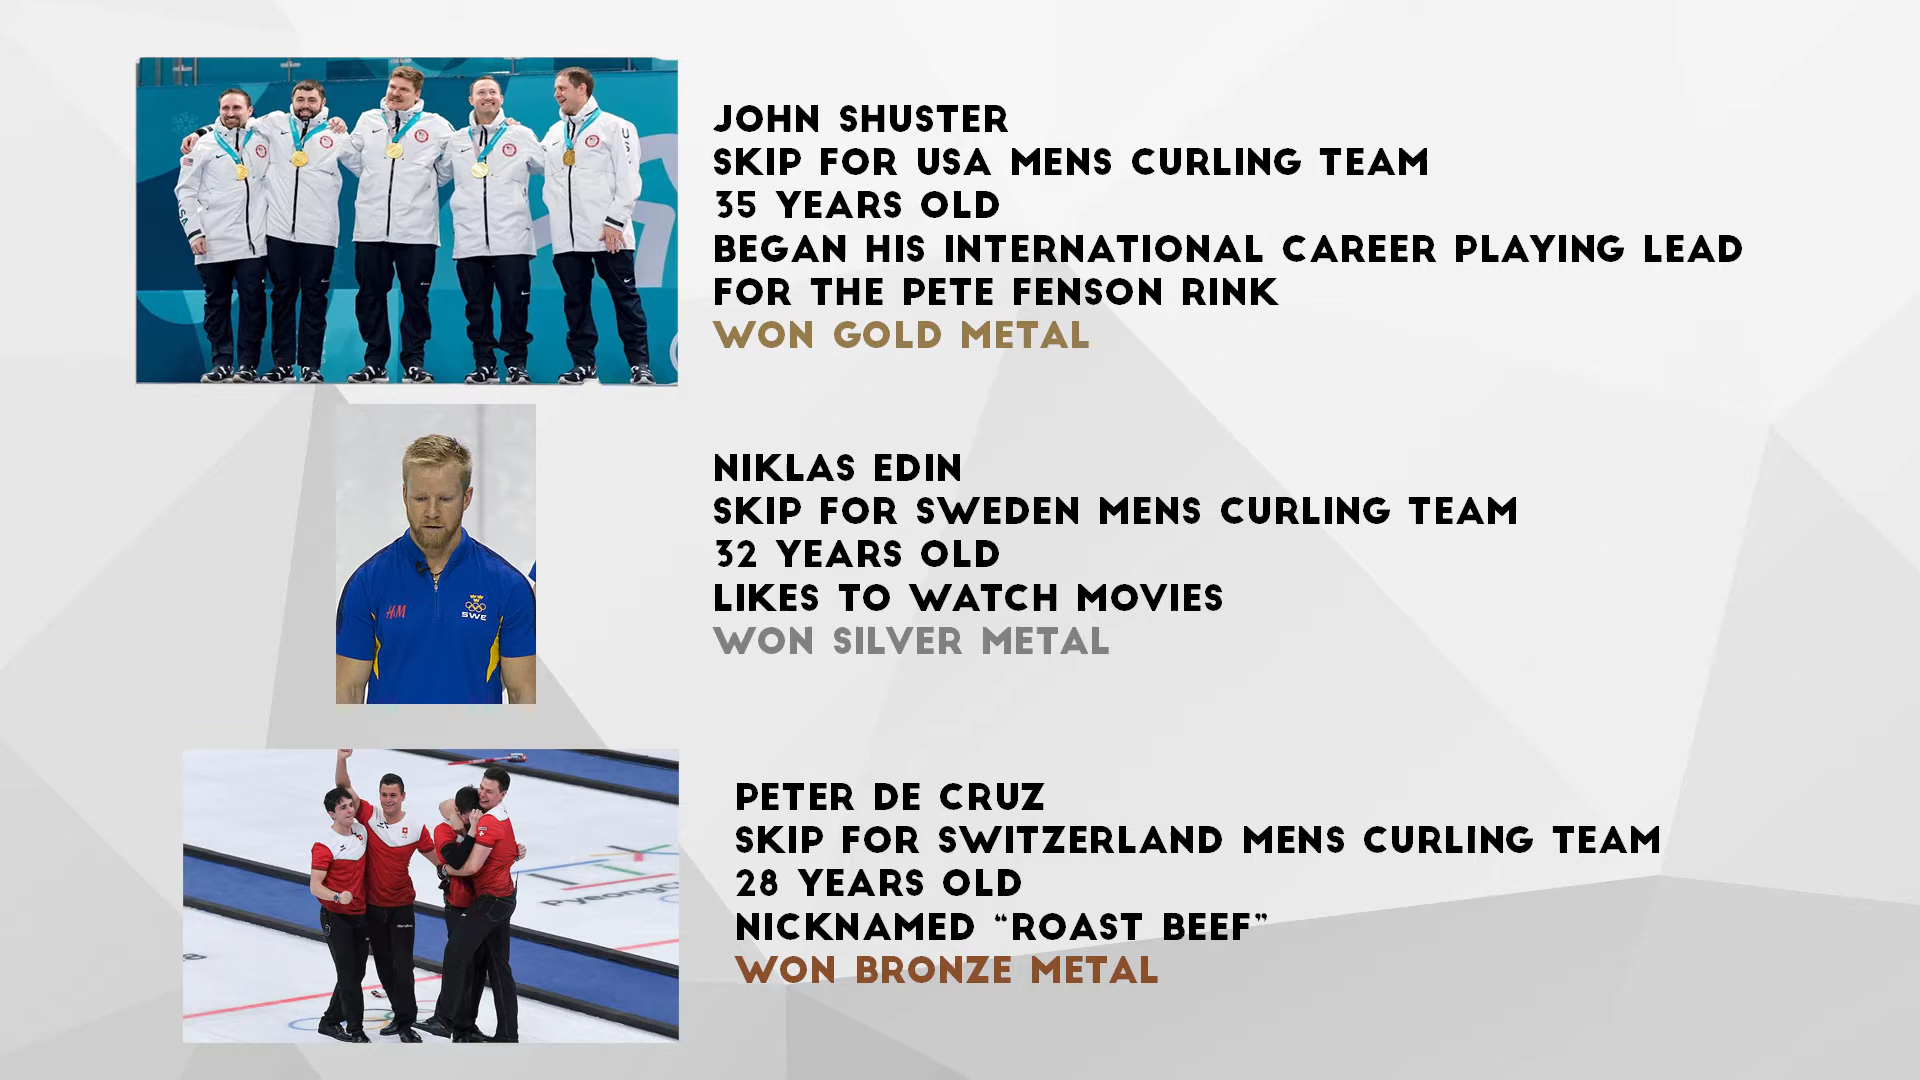 JOHN SHUSTER
SKIP FOR USA MENS CURLING TEAM
35 YEARS OLD
BEGAN HIS INTERNATIONAL CAREER PLAYING LEAD
FOR THE PETE FENSON RINK
WON GOLD METAL
NIKLAS EDIN
SKIP FOR SWEDEN MENS CURLING TEAM
32 YEARS OLD
LIKES TO WATCH MOVIES
WON SILVER METAL
H&M
SWE
PETER DE CRUZ
SKIP FOR SWITZERLAND MENS CURLING TEAM
28 YEARS OLD
NICKNAMED “ROAST BEEF”
WON BRONZE METAL